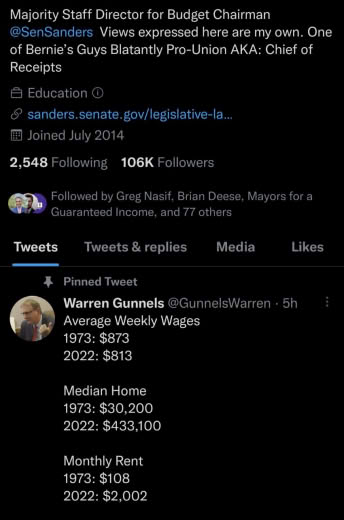 Majority Staff Director for Budget Chairman
@SenSanders Views expressed here are my own. One
of Bernie's Guys Blatantly Pro-Union AKA: Chief of
Receipts
Education
sanders.senate.gov/legislative-la…
Joined July 2014
2,548 Following 106K Followers
Followed by Greg Nasif, Brian Deese, Mayors for a
Guaranteed Income, and 77 others
Tweets Tweets & replies Media Likes
Pinned Tweet
Warren Gunnels @GunnelsWarren · 5h
Average Weekly Wages
1973: $873
2022: $813
Median Home
1973: $30,200
2022: $433,100
Monthly Rent
1973: $108
2022: $2,002